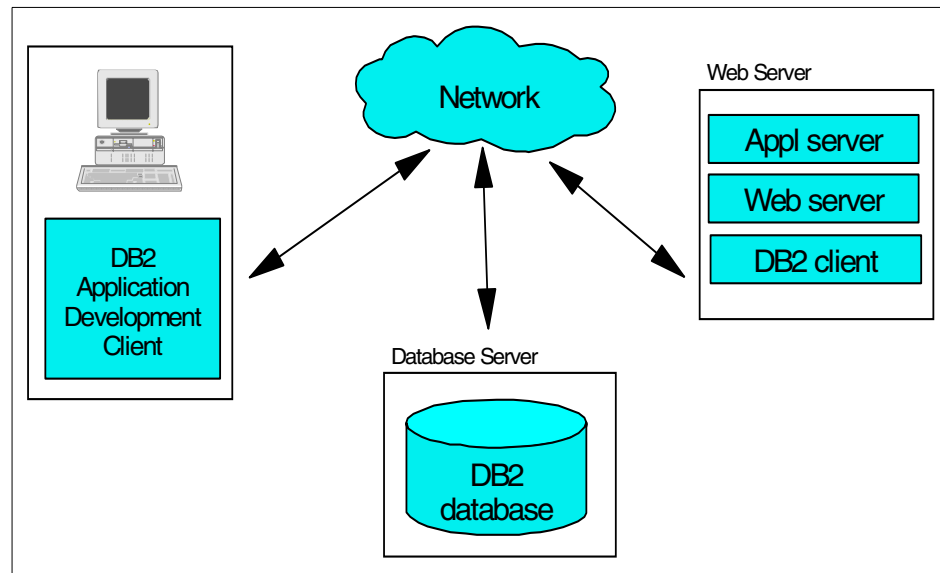 Network
Web Server
Appl server
Web server
DB2 client
DB2
Application
Development
Client
Database Server
DB2
database